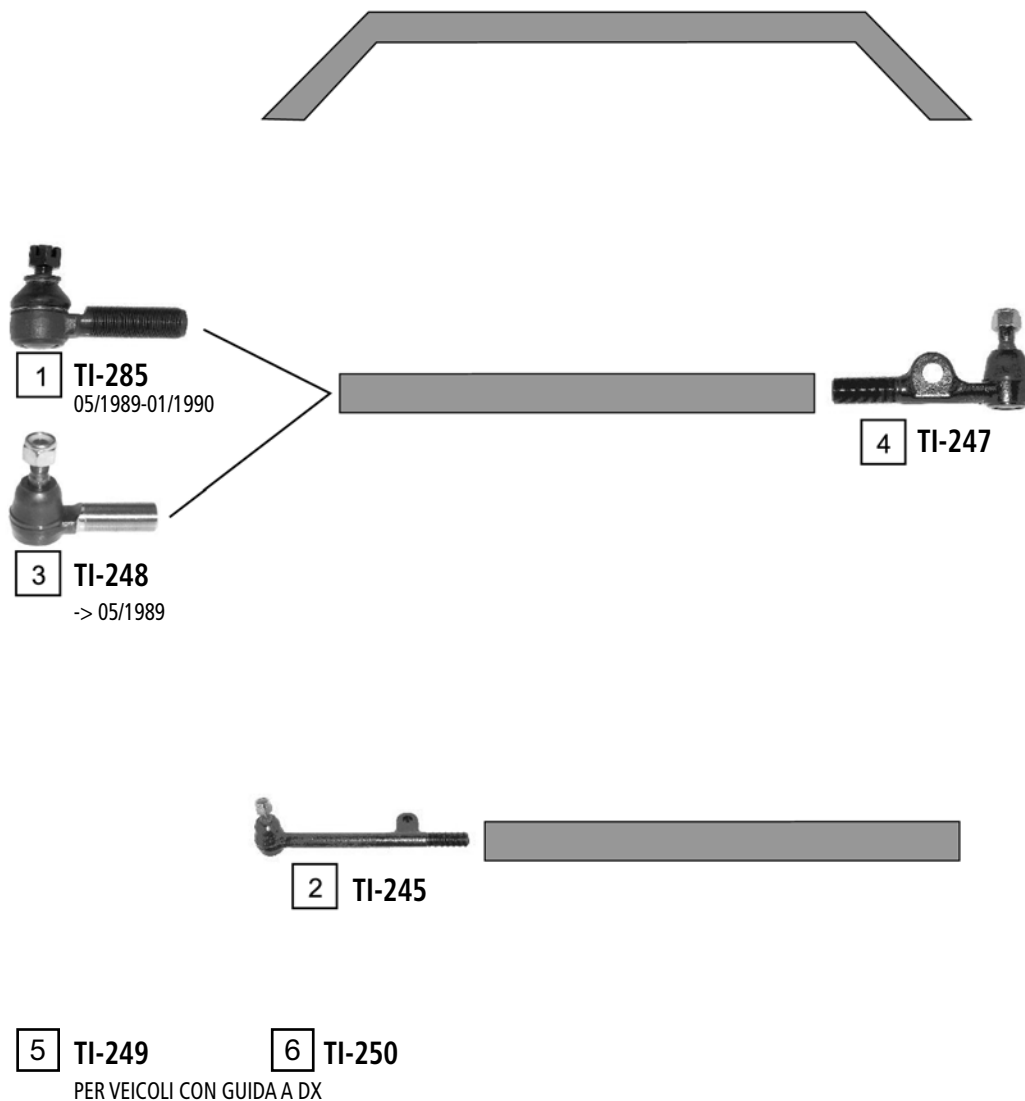 1 TI-285
05/1989-01/1990
4 TI-247
3 TI-248
-> 05/1989
2 TI-245
5 TI-249
6 TI-250
PER VEICOLI CON GUIDA A DX